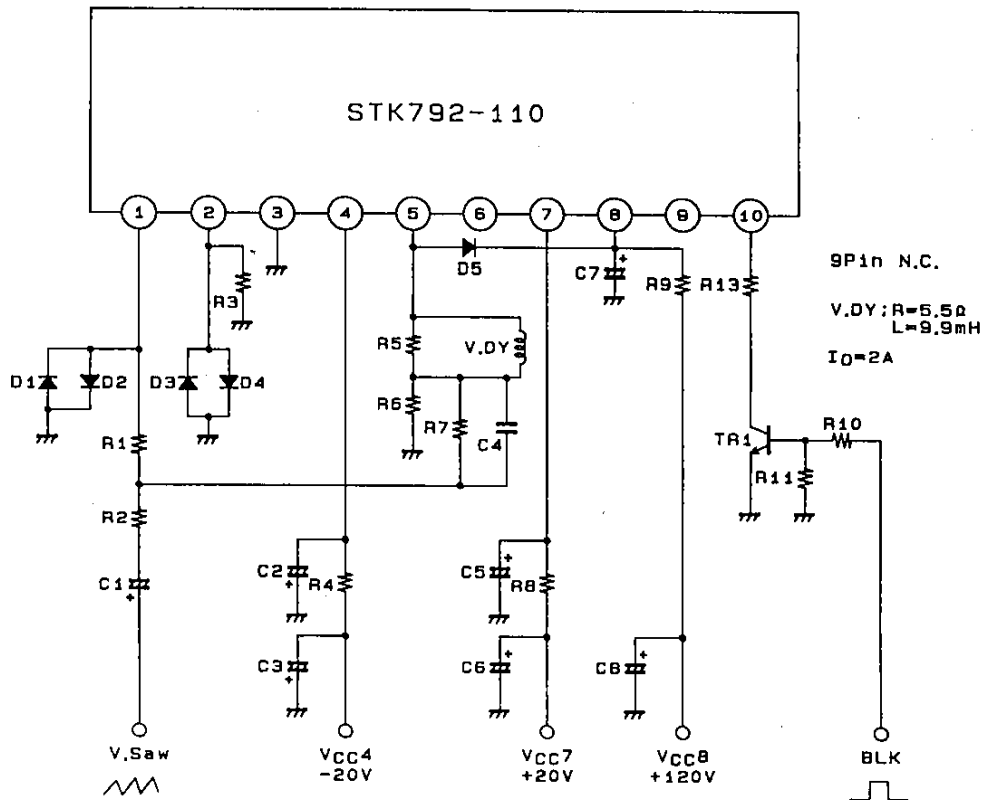 STK792-110
1 2 3 4 5 6 7 8 9 10
D5
C7
R9
R13
9Pin N.C.
R3
V.DY;R=5.5Ω
L=9.9mH
R5
V.DY
IO=2A
D1
D2
D3
D4
R6
R7
C4
R1
TR1
R10
R11
R2
C1
+
C2
+
R4
C5
+
R8
C3
+
C6
+
C8
+
V.Saw
VCC4
-20V
VCC7
+20V
VCC8
+120V
BLK